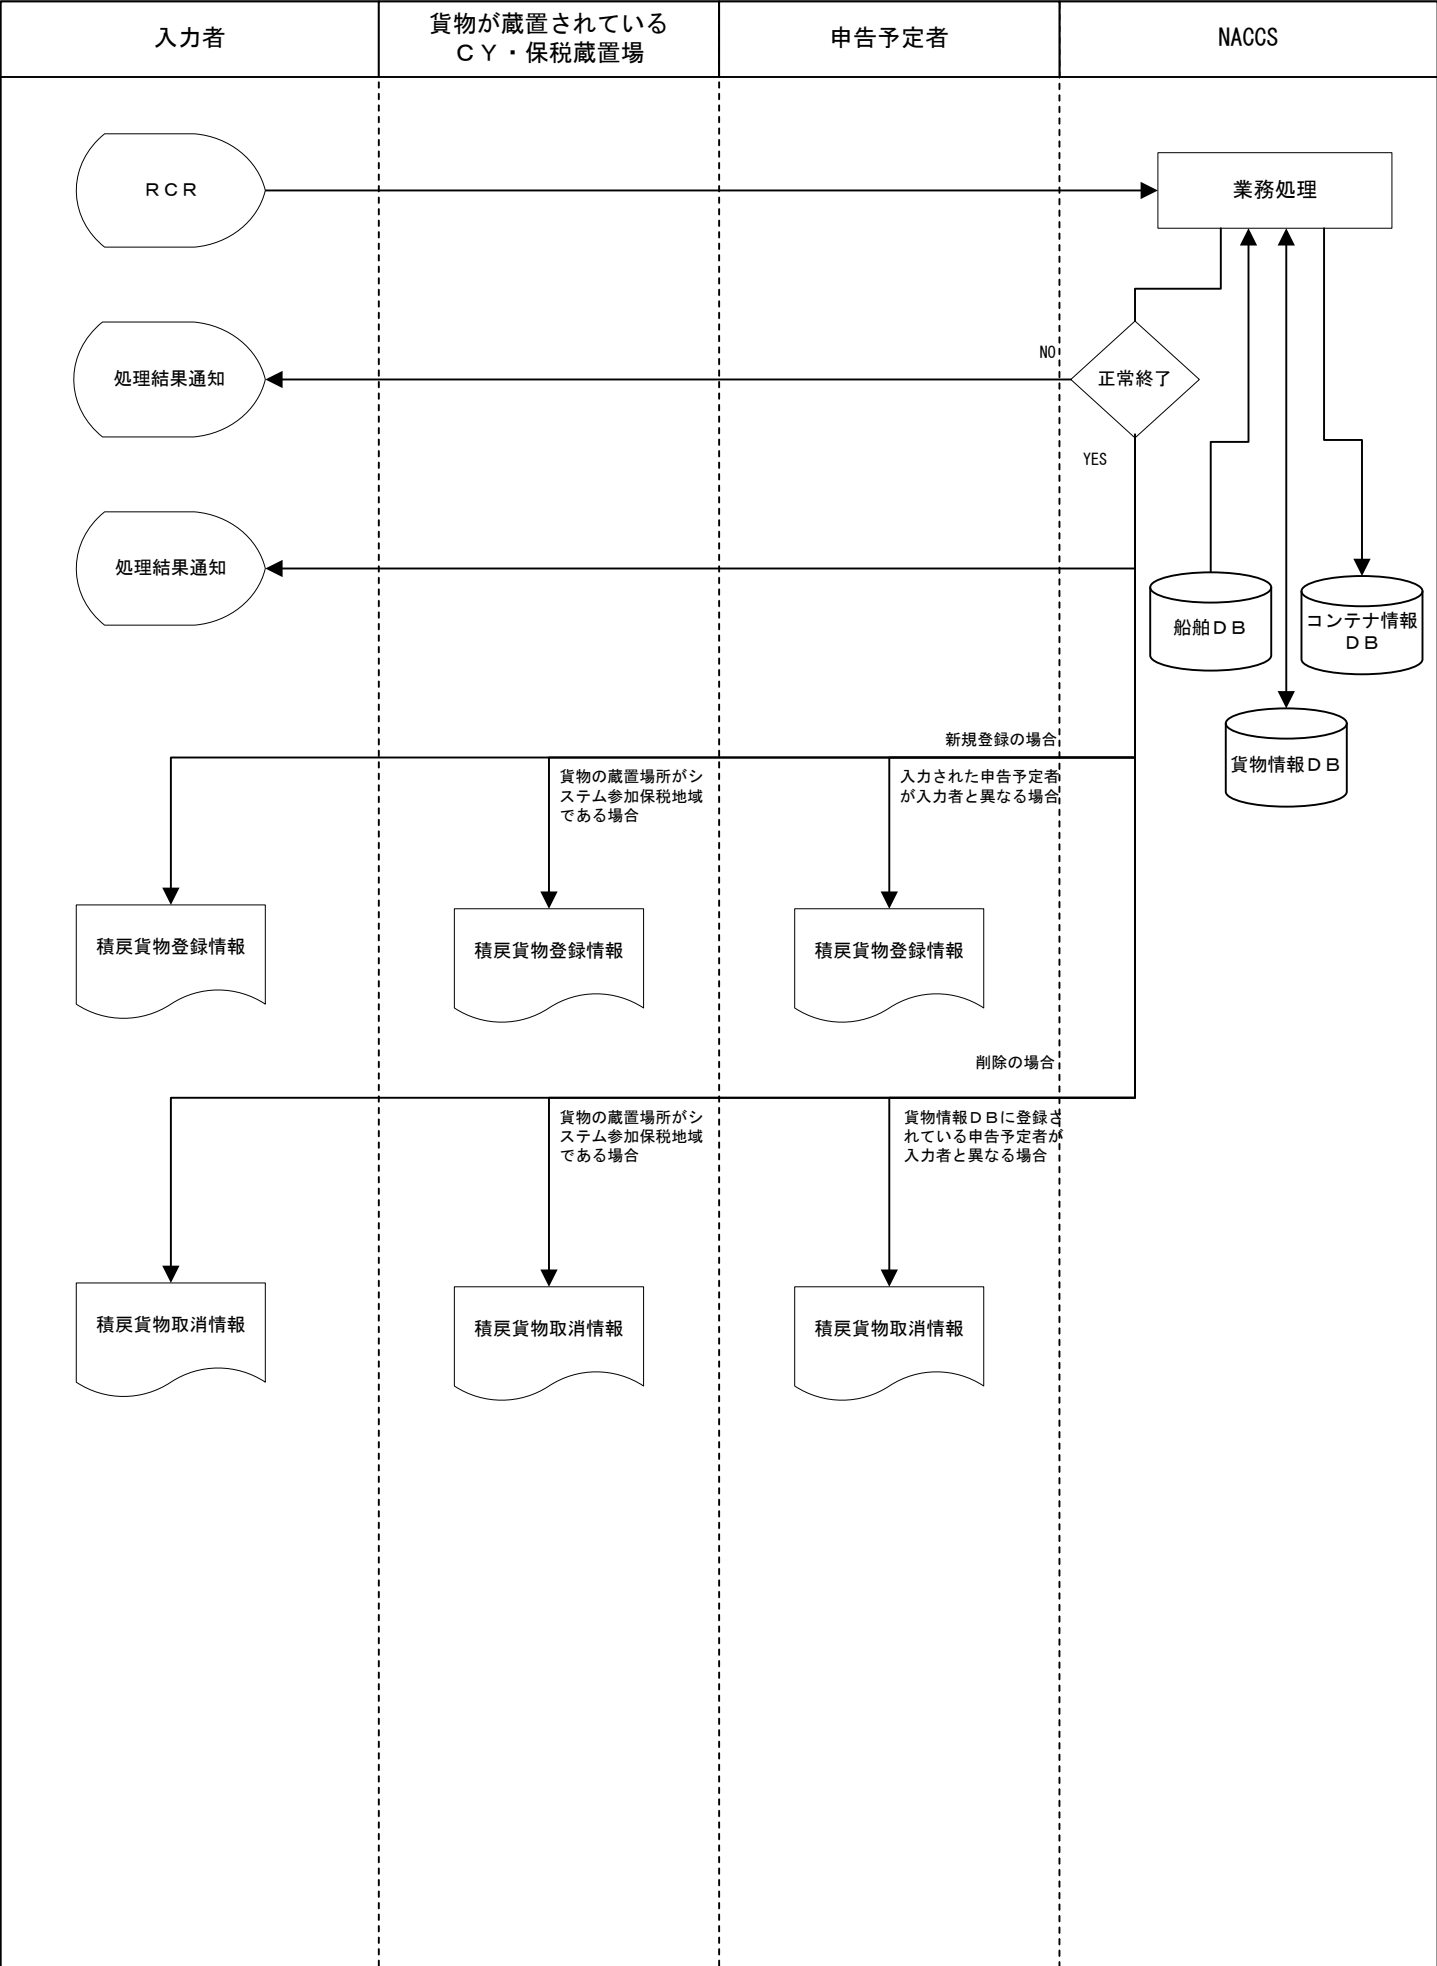 入力者
貨物が蔵置されている
ＣＹ・保税蔵置場
申告予定者
NACCS
ＲＣＲ
業務処理
処理結果通知
NO
正常終了
YES
処理結果通知
船舶ＤＢ
コンテナ情報
ＤＢ
貨物情報ＤＢ
新規登録の場合
貨物の蔵置場所がシ
ステム参加保税地域
である場合
入力された申告予定者
が入力者と異なる場合
積戻貨物登録情報
積戻貨物登録情報
積戻貨物登録情報
削除の場合
貨物の蔵置場所がシ
ステム参加保税地域
である場合
貨物情報ＤＢに登録さ
れている申告予定者が
入力者と異なる場合
積戻貨物取消情報
積戻貨物取消情報
積戻貨物取消情報